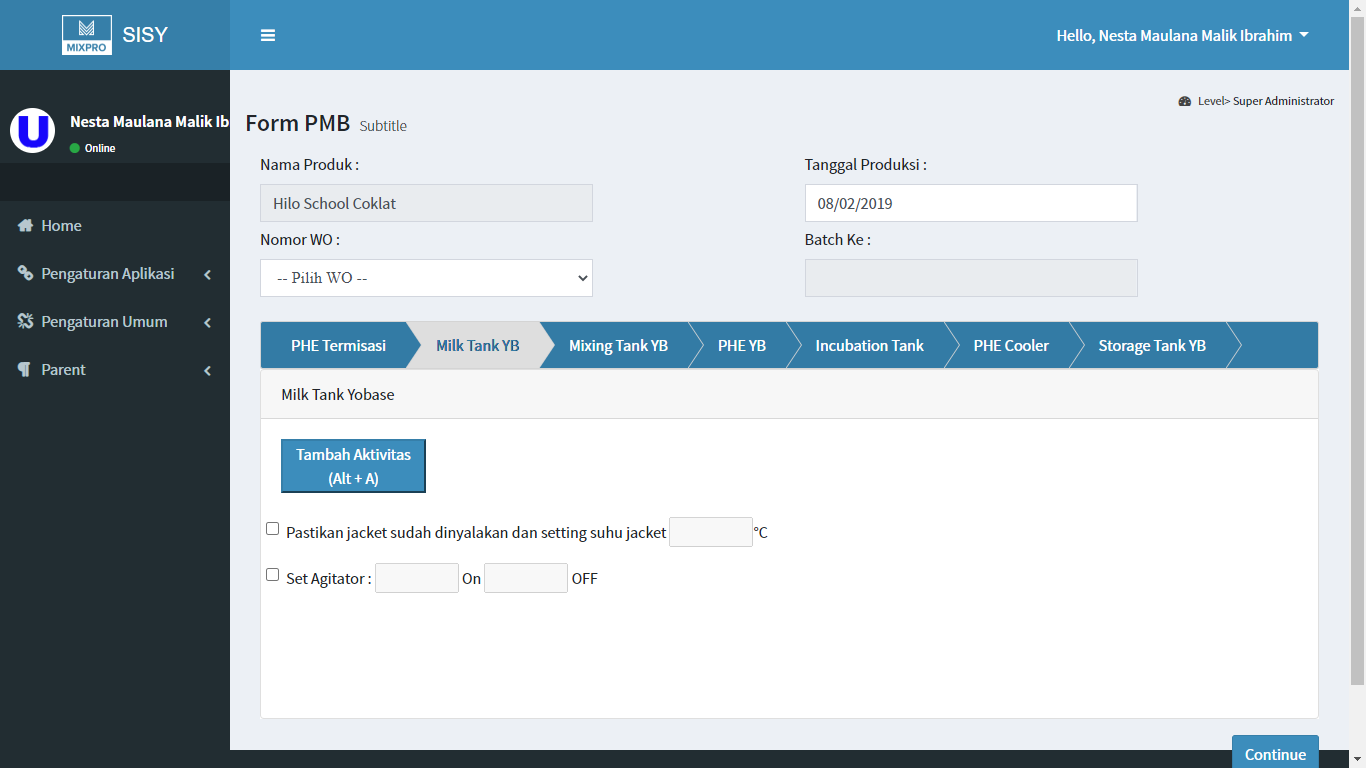 MIXPRO
SISY
Hello, Nesta Maulana Malik Ibrahim
Nesta Maulana Malik Ib
Online
Home
Pengaturan Aplikasi
Pengaturan Umum
Parent
Level> Super Administrator
Form PMB Subtitle
Nama Produk :
Hilo School Coklat
Tanggal Produksi :
08/02/2019
Nomor WO :
-- Pilih WO --
Batch Ke :
PHE Termisasi
Milk Tank YB
Mixing Tank YB
PHE YB
Incubation Tank
PHE Cooler
Storage Tank YB
Milk Tank Yobase
Tambah Aktivitas
(Alt + A)
Pastikan jacket sudah dinyalakan dan setting suhu jacket °C
Set Agitator : On OFF
Continue